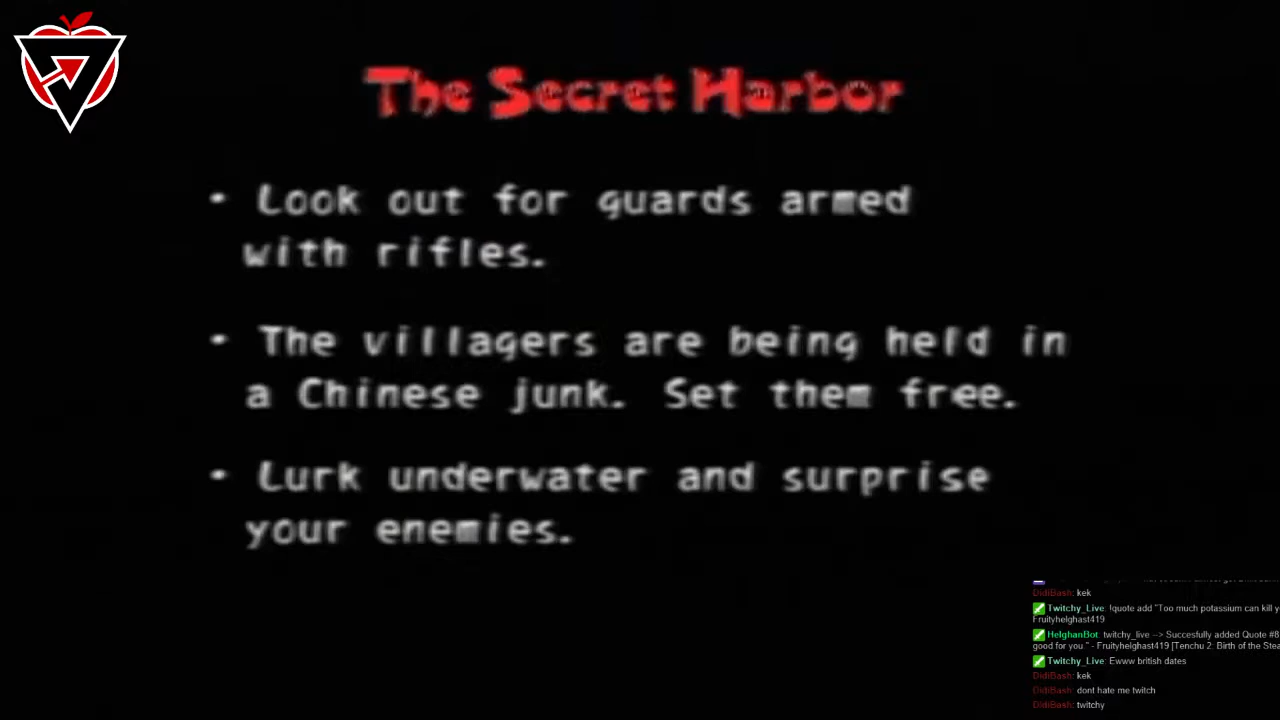 The Secret Harbor
• Look out for guards armed
with rifles.
• The villagers are being held in
a Chinese junk. Set them free.
• Lurk underwater and surprise
your enemies.
DidiBash: kek
Twitchy_Live: !quote add "Too much potassium can kill
Fruityhelghast419
HelghanBot: twitchy_live --> Succesfully added Quote #8
good for you." - Fruityhelghast419 [Tenchu 2: Birth of the
Twitchy_Live: Ewww british dates
DidiBash: kek
DidiBash: dont hate me twitch
DidiBash: twitchy